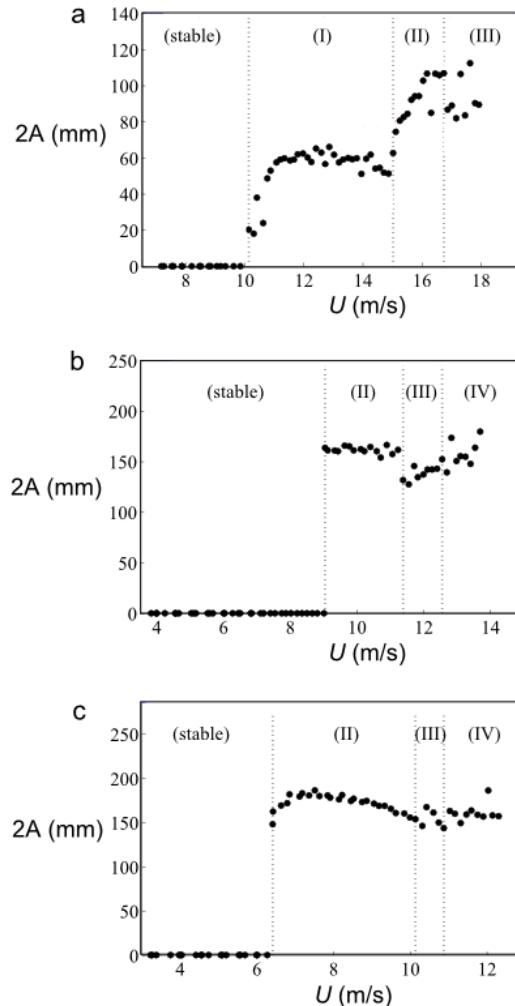 a
(stable) (I) (II) (III)
140
120
100
80
60
40
20
0
2A (mm)
8 10 12 14 16 18
U (m/s)
b
(stable) (II) (III) (IV)
250
200
150
100
50
0
2A (mm)
4 6 8 10 12 14
U (m/s)
c
(stable) (II) (III) (IV)
250
200
150
100
50
0
2A (mm)
4 6 8 10 12
U (m/s)